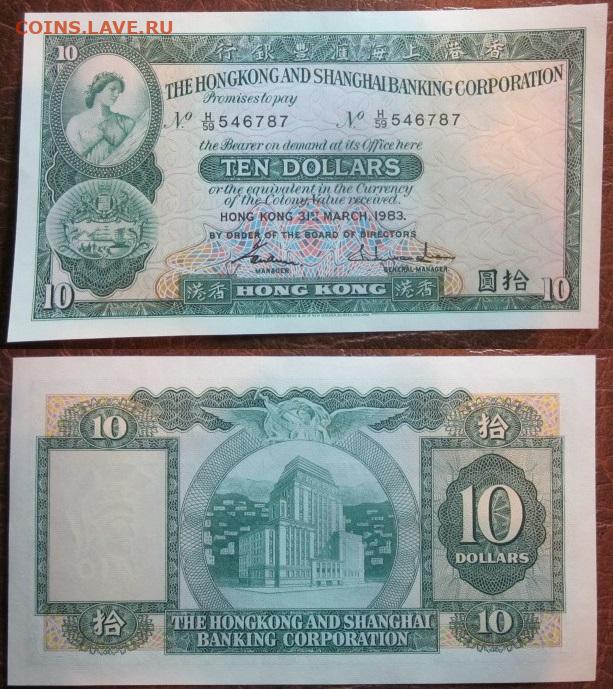 COINS.LAVE.RU
10
行銀豐滙海上港香
THE HONGKONG AND SHANGHAI BANKING CORPORATION
Promises to pay
No H/59 546787 No H/59 546787
the Bearer on demand at its Office here
TEN DOLLARS
or the equivalent in the Currency
of the Colony Value received.
HONG KONG 31ST MARCH, 1983.
BY ORDER OF THE BOARD OF DIRECTORS
MANAGER GENERAL MANAGER
10 港香 HONG KONG 港香 圓拾 10
10 拾
10
DOLLARS
拾 THE HONGKONG AND SHANGHAI 10
BANKING CORPORATION